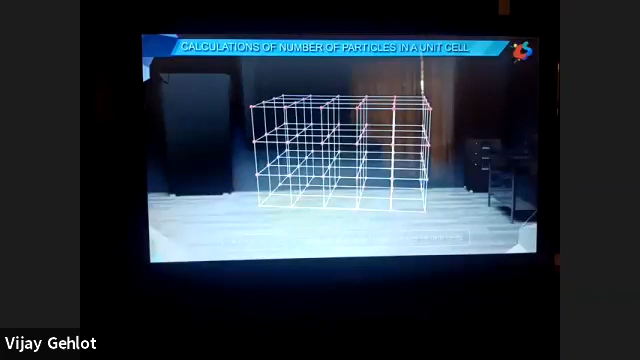 CALCULATIONS OF NUMBER OF PARTICLES IN A UNIT CELL
Vijay Gehlot